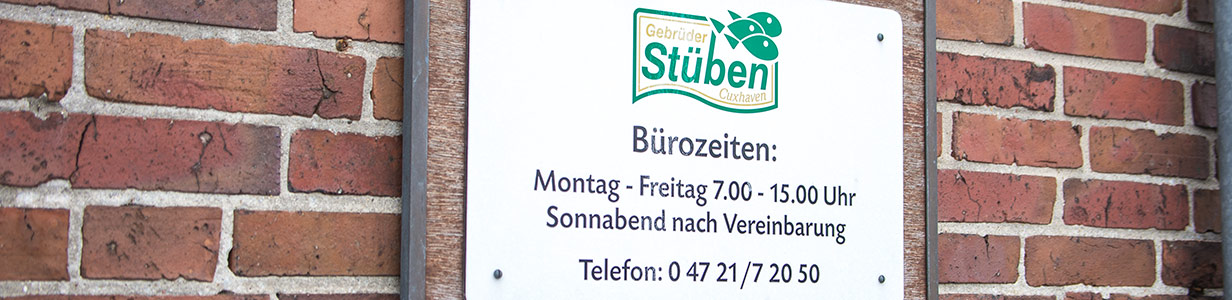 Gebrüder
Stüben
Cuxhaven
Bürozeiten:
Montag - Freitag 7.00 - 15.00 Uhr
Sonnabend nach Vereinbarung
Telefon: 0 47 21/7 20 50